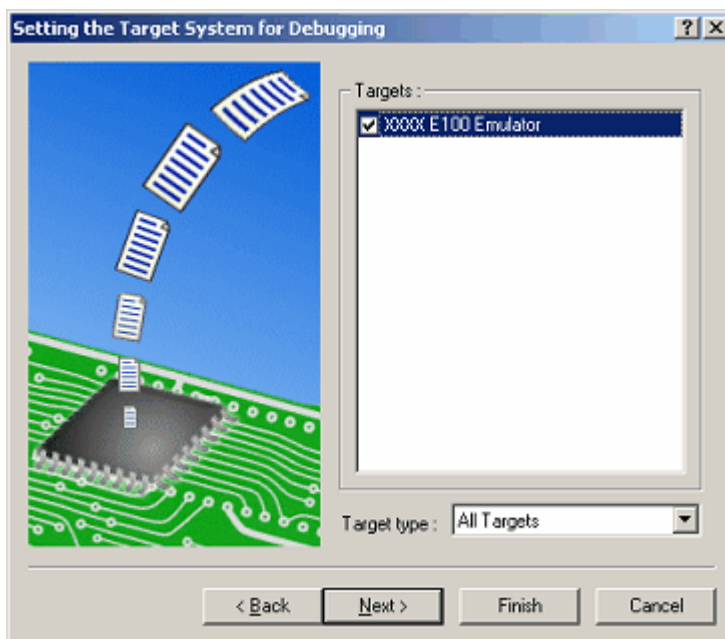 Setting the Target System for Debugging
Targets :
XXXX E100 Emulator
Target type :
All Targets
< Back
Next >
Finish
Cancel